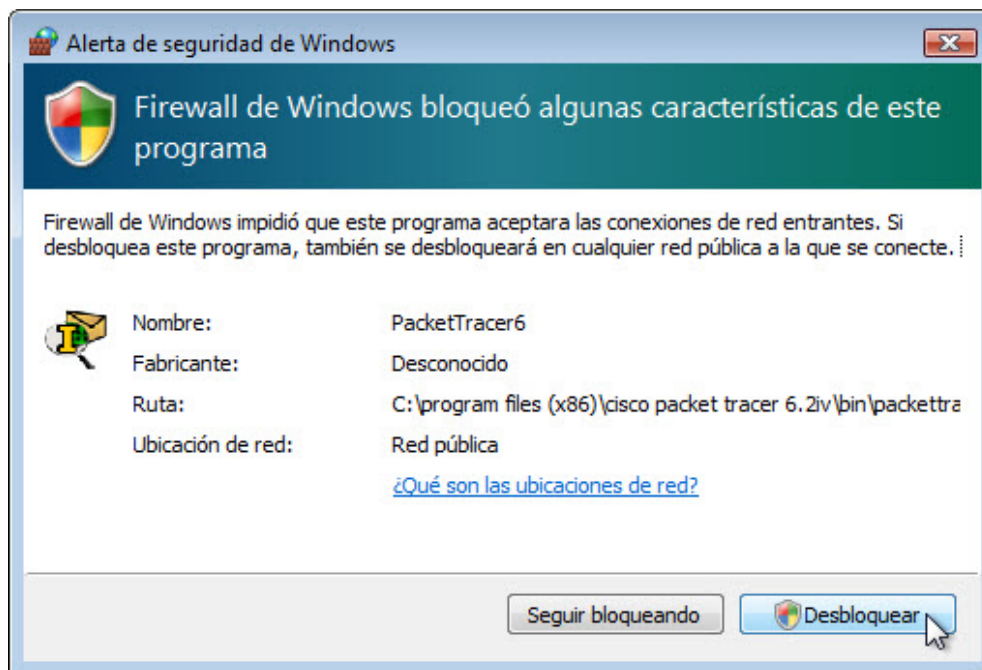 Alerta de seguridad de Windows
Firewall de Windows bloqueó algunas características de este
programa
Firewall de Windows impidió que este programa aceptara las conexiones de red entrantes. Si
desbloquea este programa, también se desbloqueará en cualquier red pública a la que se conecte.
Nombre: PacketTracer6
Fabricante: Desconocido
Ruta: C:\program files (x86)\cisco packet tracer 6.2iv\bin\packettra
Ubicación de red: Red pública
¿Qué son las ubicaciones de red?
Seguir bloqueando Desbloquear